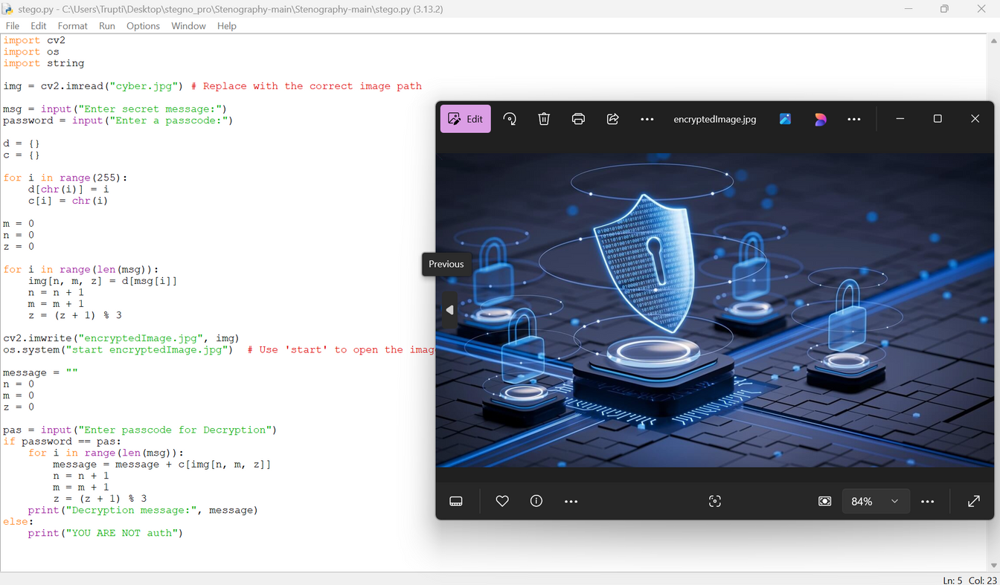 stego.py - C:\Users\Trupti\Desktop\stegno_pro\Stenography-main\Stenography-main\stego.py (3.13.2)
File Edit Format Run Options Window Help
import cv2
import os
import string
img = cv2.imread("cyber.jpg") # Replace with the correct image path
msg = input("Enter secret message:")
password = input("Enter a passcode:")
d = {}
c = {}
for i in range(255):
    d[chr(i)] = i
    c[i] = chr(i)
m = 0
n = 0
z = 0
for i in range(len(msg)):
    img[n, m, z] = d[msg[i]]
    n = n + 1
    m = m + 1
    z = (z + 1) % 3
cv2.imwrite("encryptedImage.jpg", img)
os.system("start encryptedImage.jpg")  # Use 'start' to open the imag
message = ""
n = 0
m = 0
z = 0
pas = input("Enter passcode for Decryption")
if password == pas:
    for i in range(len(msg)):
        message = message + c[img[n, m, z]]
        n = n + 1
        m = m + 1
        z = (z + 1) % 3
    print("Decryption message:", message)
else:
    print("YOU ARE NOT auth")
Edit
encryptedImage.jpg
Previous
84%
Ln: 5 Col: 23